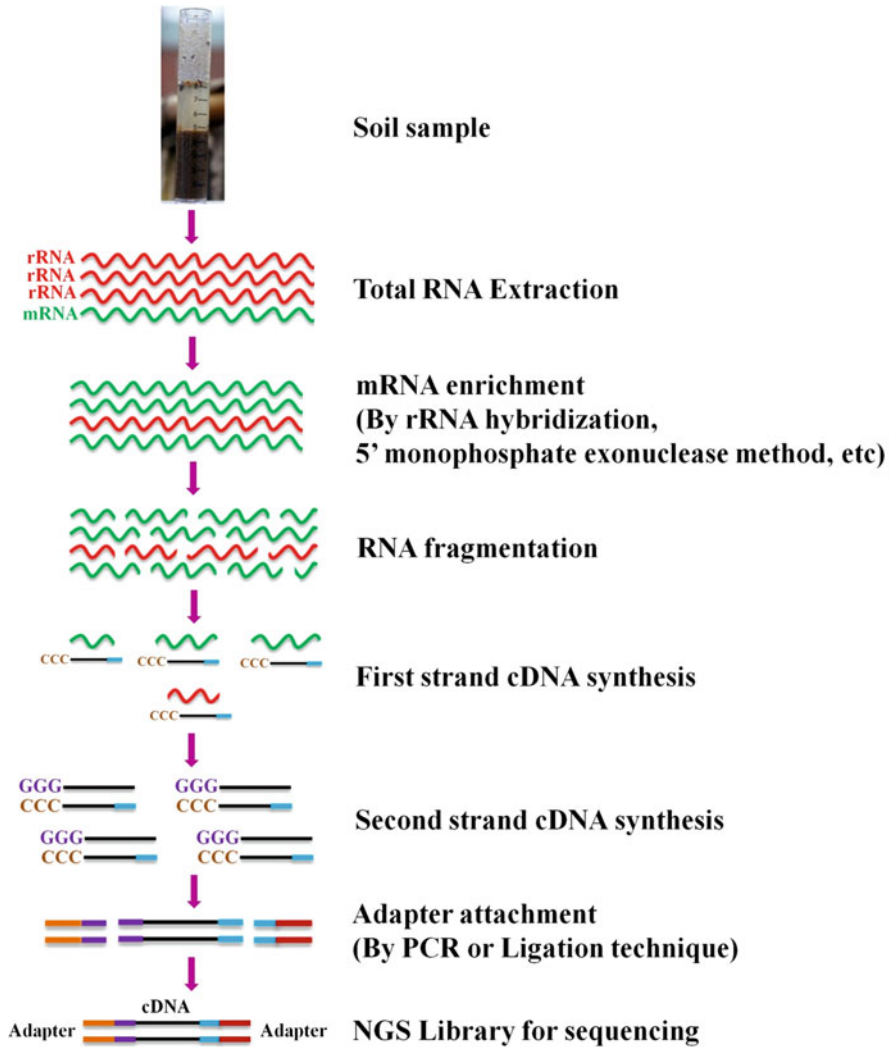 Soil sample
rRNA
rRNA
rRNA
mRNA
Total RNA Extraction
mRNA enrichment
(By rRNA hybridization,
5’ monophosphate exonuclease method, etc)
RNA fragmentation
CCC
CCC
CCC
CCC
First strand cDNA synthesis
GGG
CCC
GGG
CCC
GGG
CCC
GGG
CCC
Second strand cDNA synthesis
Adapter attachment
(By PCR or Ligation technique)
cDNA
Adapter
Adapter
NGS Library for sequencing